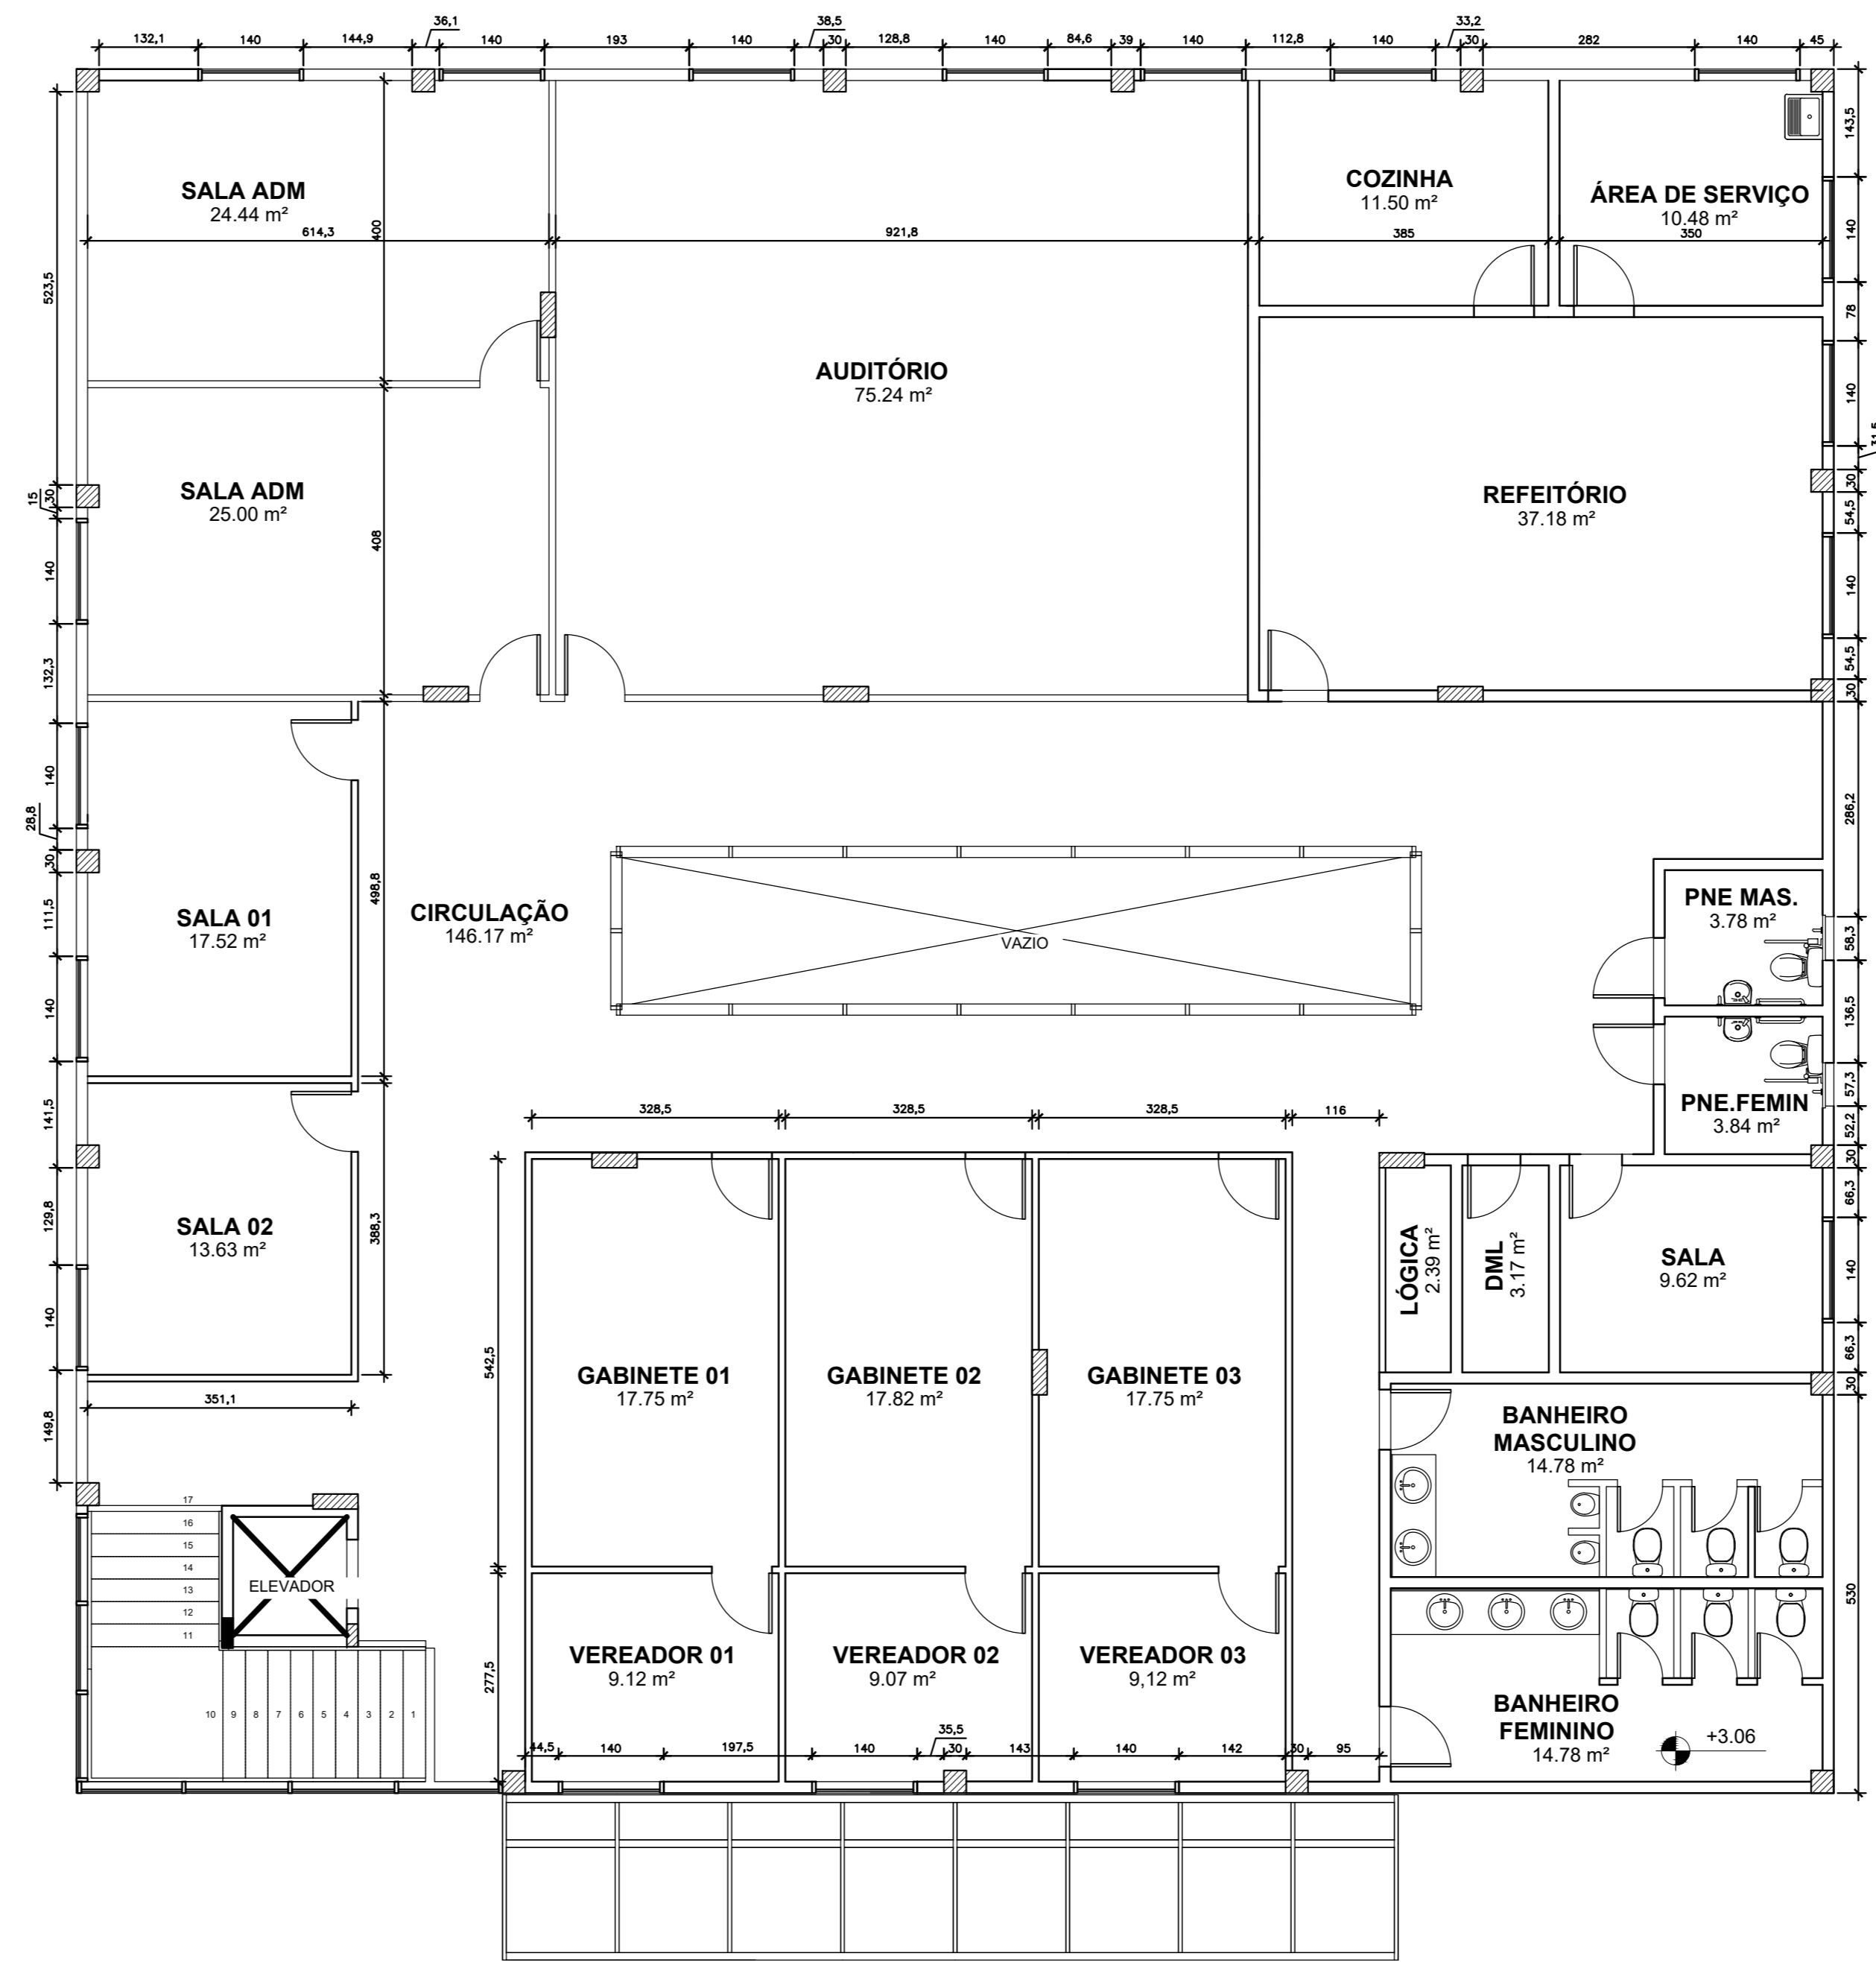 36,1
38,5
33,2
132,1
140
144,9
140
193
140
30
128,8
140
84,6
39
140
112,8
140
30
282
140
45
SALA ADM
24.44 m²
614,3
400
921,8
COZINHA
11.50 m²
385
ÁREA DE SERVIÇO
10.48 m²
350
523,5
143,5
140
78
AUDITÓRIO
75.24 m²
140
31,5
SALA ADM
25.00 m²
408
REFEITÓRIO
37.18 m²
15
30
140
132,3
30
54,5
140
54,5
30
140
28,8
30
286,2
498,8
SALA 01
17.52 m²
CIRCULAÇÃO
146.17 m²
VAZIO
PNE MAS.
3.78 m²
111,5
140
58,3
136,5
PNE.FEMIN
3.84 m²
57,3
52,2
30
141,5
328,5
328,5
328,5
116
129,8
SALA 02
13.63 m²
388,3
LÓGICA
2.39 m²
DML
3.17 m²
SALA
9.62 m²
66,3
140
66,3
30
140
542,5
GABINETE 01
17.75 m²
GABINETE 02
17.82 m²
GABINETE 03
17.75 m²
351,1
149,8
BANHEIRO
MASCULINO
14.78 m²
17
16
15
14
13
12
11
ELEVADOR
530
277,5
VEREADOR 01
9.12 m²
VEREADOR 02
9.07 m²
VEREADOR 03
9,12 m²
10
9
8
7
6
5
4
3
2
1
BANHEIRO
FEMININO
14.78 m²
+3.06
35,5
44,5
140
197,5
140
30
143
140
142
30
95